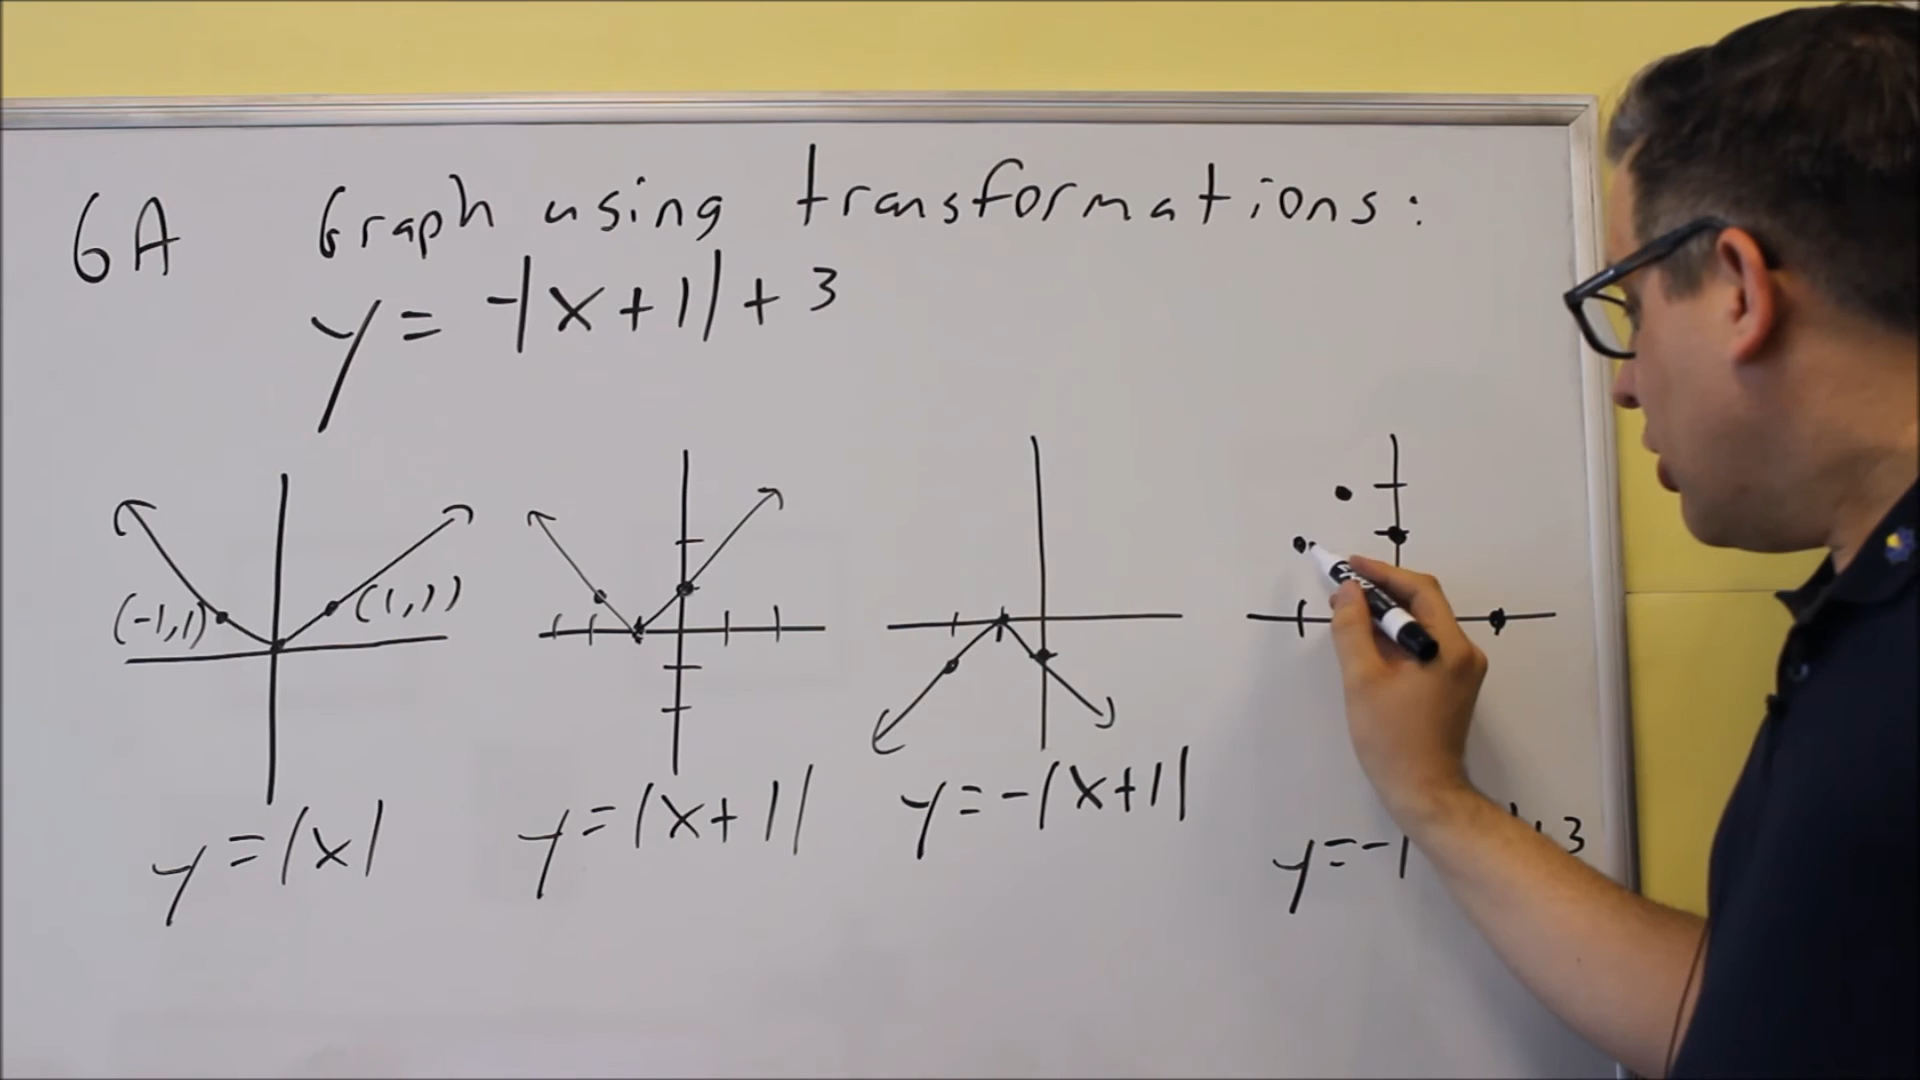 6A Graph using transformations:
y = -|x+1|+3
(-1,1) (1,1)
y=|x|
y=|x+1|
y=-|x+1|
y=-| 3